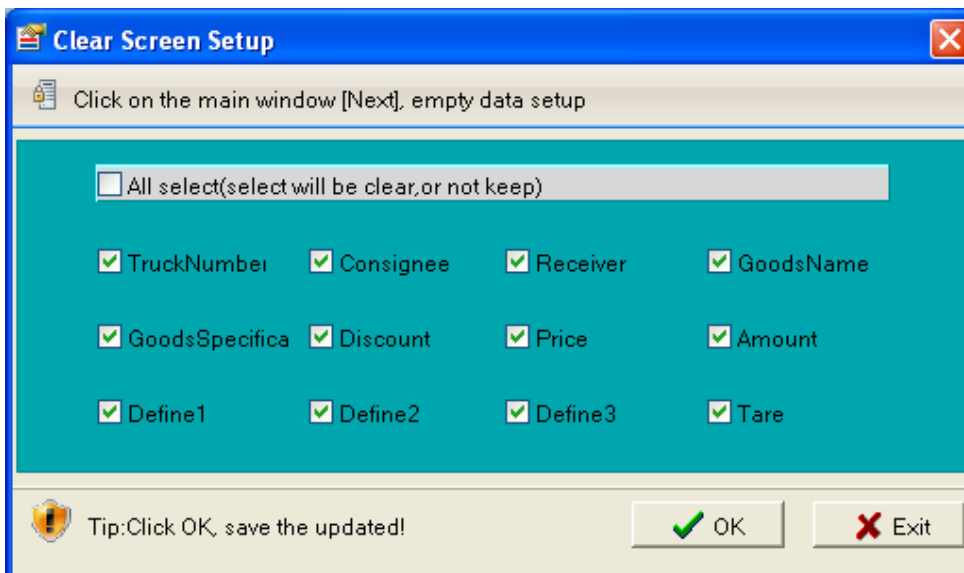 Clear Screen Setup
Click on the main window [Next], empty data setup
All select(select will be clear,or not keep)
TruckNumber Consignee Receiver GoodsName
GoodsSpecifica Discount Price Amount
Define1 Define2 Define3 Tare
Tip:Click OK, save the updated! OK Exit